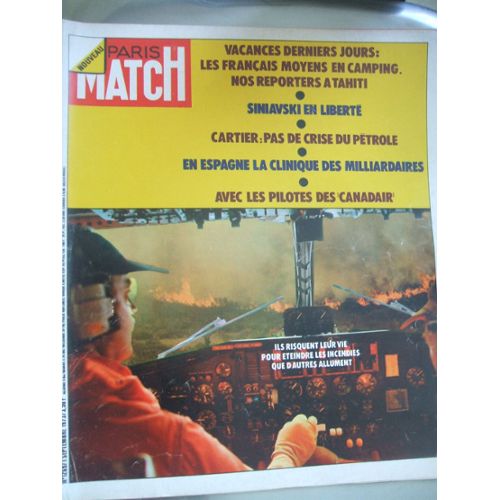 NOUVEAU
PARIS
MATCH
VACANCES DERNIERS JOURS:
LES FRANÇAIS MOYENS EN CAMPING.
NOS REPORTERS A TAHITI
SINIAVSKI EN LIBERTÉ
CARTIER: PAS DE CRISE DU PÉTROLE
EN ESPAGNE LA CLINIQUE DES MILLIARDAIRES
AVEC LES PILOTES DES 'CANADAIR'
ILS RISQUENT LEUR VIE
POUR ETEINDRE LES INCENDIES
QUE D'AUTRES ALLUMENT